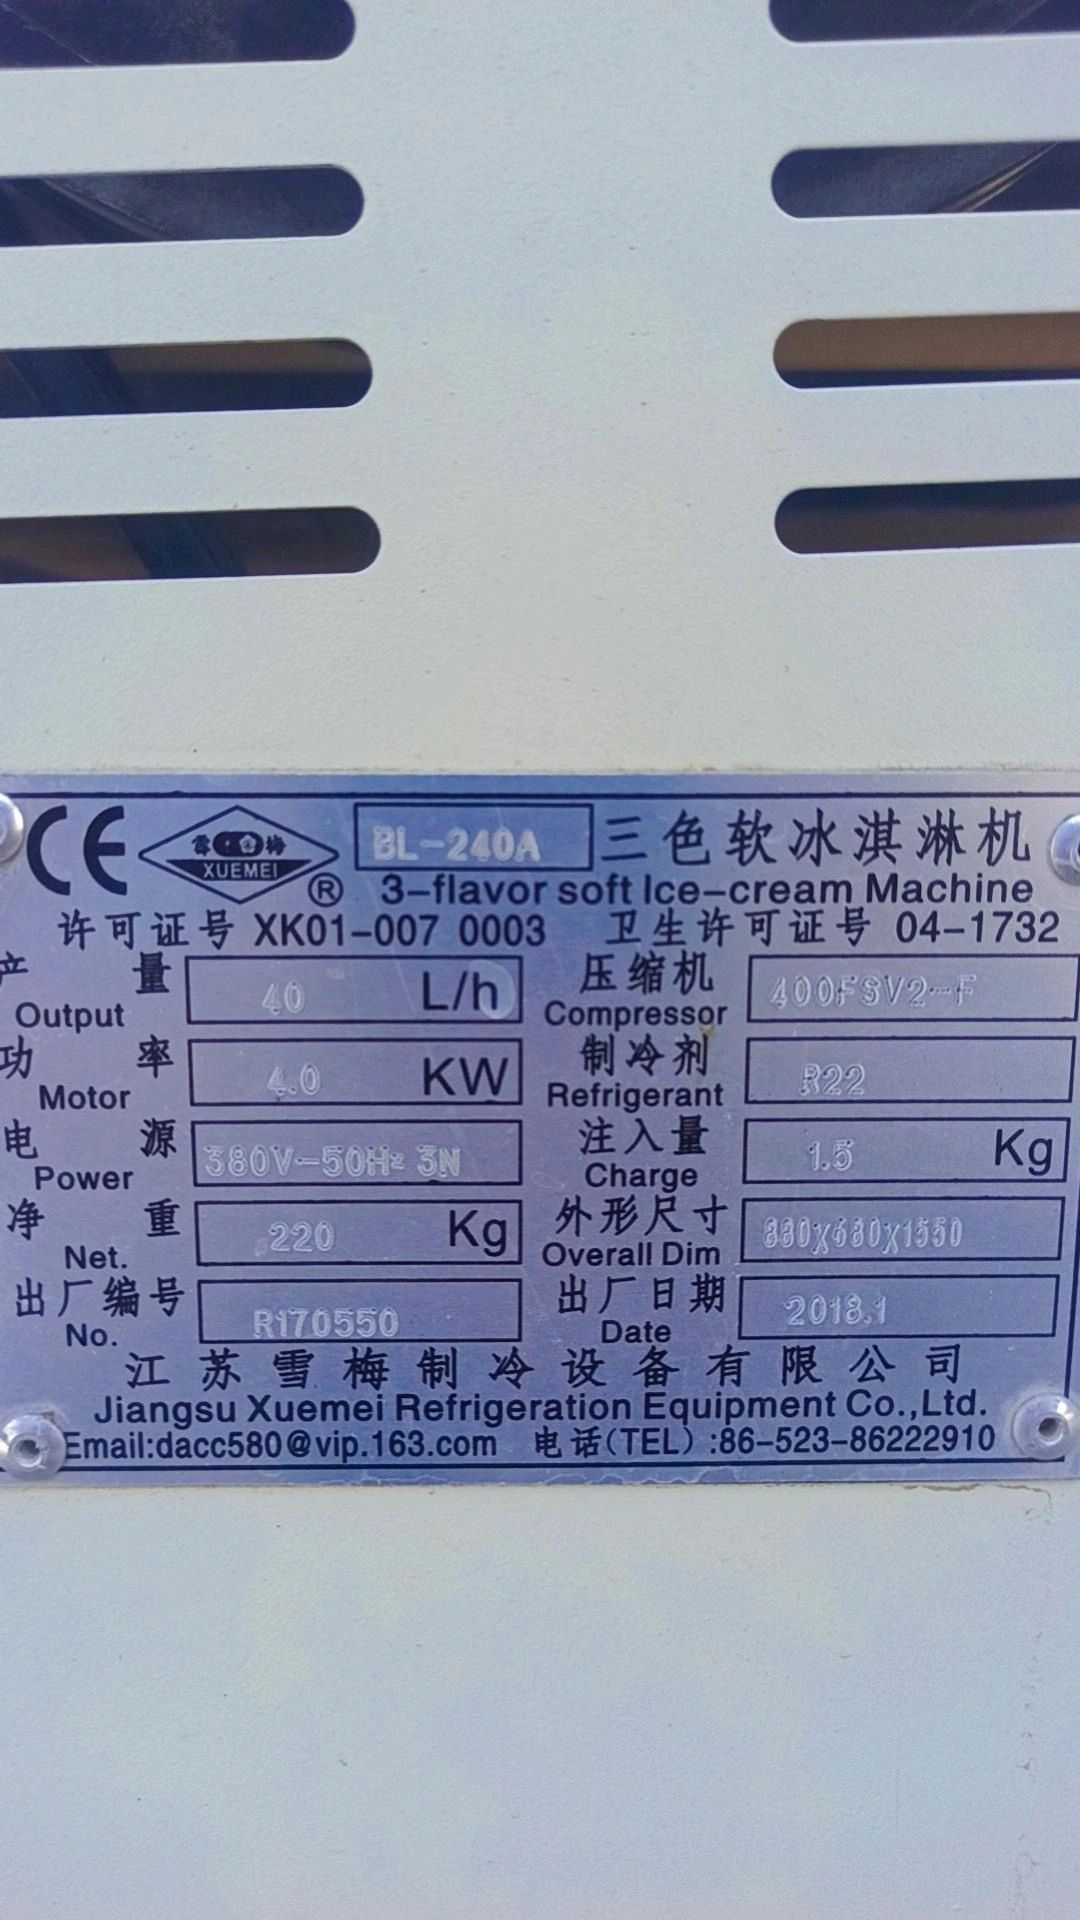 CE 雪梅 XUEMEI ® BL-240A 三色软冰淇淋机
3-flavor soft Ice-cream Machine
许可证号 XK01-007 0003 卫生许可证号 04-1732
产量 40 L/h 压缩机 400FSV2-F
Output Compressor
功率 4.0 KW 制冷剂 R22
Motor Refrigerant
电源 380V-50Hz 3N 注入量 1.5 Kg
Power Charge
净重 220 Kg 外形尺寸 880X680X1550
Net. Overall Dim
出厂编号 R170550 出厂日期 2018.1
No. Date
江苏雪梅制冷设备有限公司
Jiangsu Xuemei Refrigeration Equipment Co.,Ltd.
Email:dacc580@vip.163.com 电话(TEL):86-523-86222910